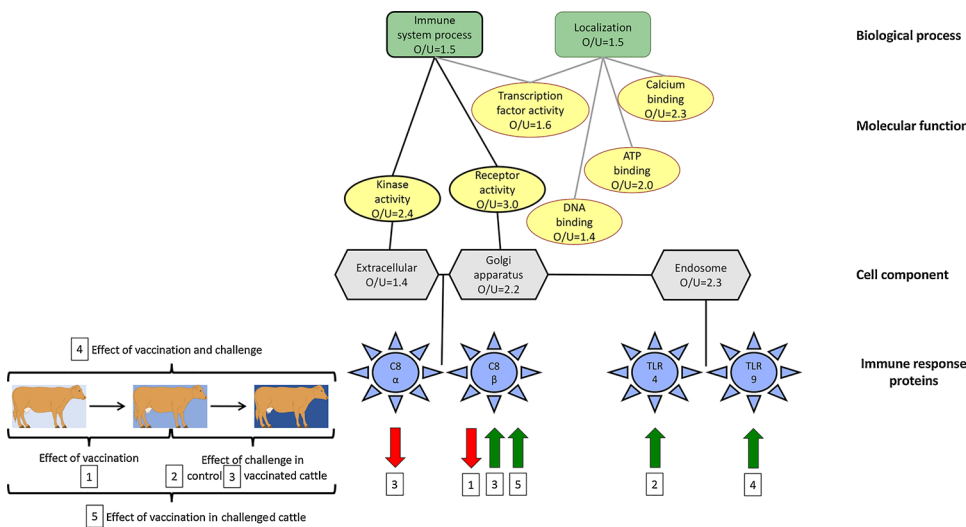 Immune
system process
O/U=1.5
Localization
O/U=1.5
Biological process
Transcription
factor activity
O/U=1.6
Calcium
binding
O/U=2.3
Molecular function
ATP
binding
O/U=2.0
Kinase
activity
O/U=2.4
Receptor
activity
O/U=3.0
DNA
binding
O/U=1.4
Extracellular
O/U=1.4
Golgi
apparatus
O/U=2.2
Endosome
O/U=2.3
Cell component
4 Effect of vaccination and challenge
C8
α
C8
β
TLR
4
TLR
9
Immune response
proteins
Effect of vaccination
1
Effect of challenge in
2 control 3 vaccinated cattle
3
1
3
5
2
4
5 Effect of vaccination in challenged cattle